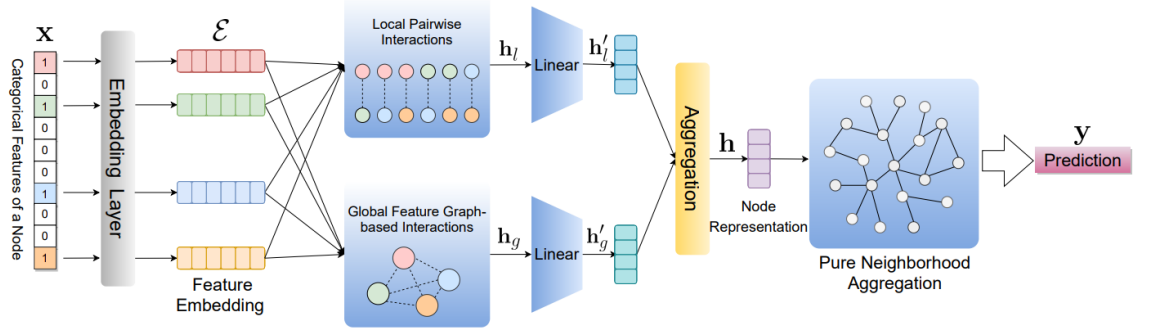 x
Categorical Features of a Node
1
0
1
0
0
0
1
0
0
1
Embedding Layer
ℰ
Feature
Embedding
Local Pairwise
Interactions
Global Feature Graph-
based Interactions
h_l
h_g
Linear
Linear
h'_l
h'_g
Aggregation
h
Node
Representation
Pure Neighborhood
Aggregation
y
Prediction